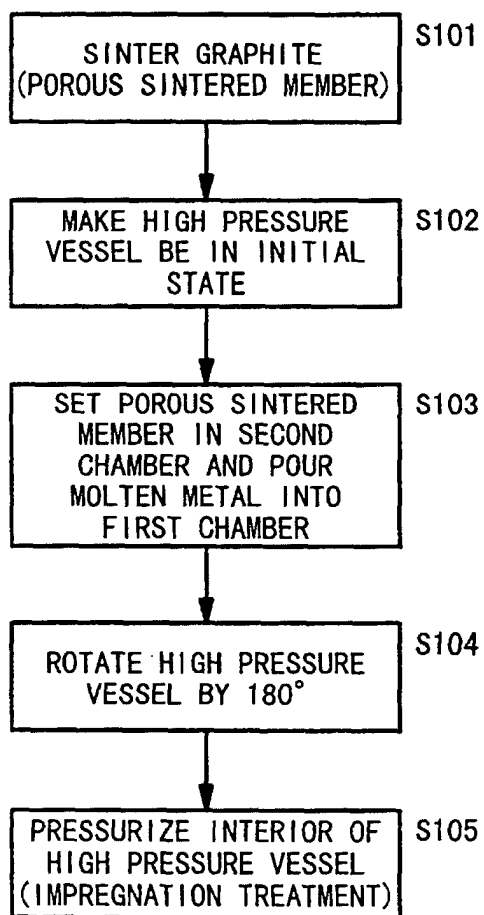 SINTER GRAPHITE
(POROUS SINTERED MEMBER)
S101
MAKE HIGH PRESSURE
VESSEL BE IN INITIAL
STATE
S102
SET POROUS SINTERED
MEMBER IN SECOND
CHAMBER AND POUR
MOLTEN METAL INTO
FIRST CHAMBER
S103
ROTATE HIGH PRESSURE
VESSEL BY 180°
S104
PRESSURIZE INTERIOR OF
HIGH PRESSURE VESSEL
(IMPREGNATION TREATMENT)
S105